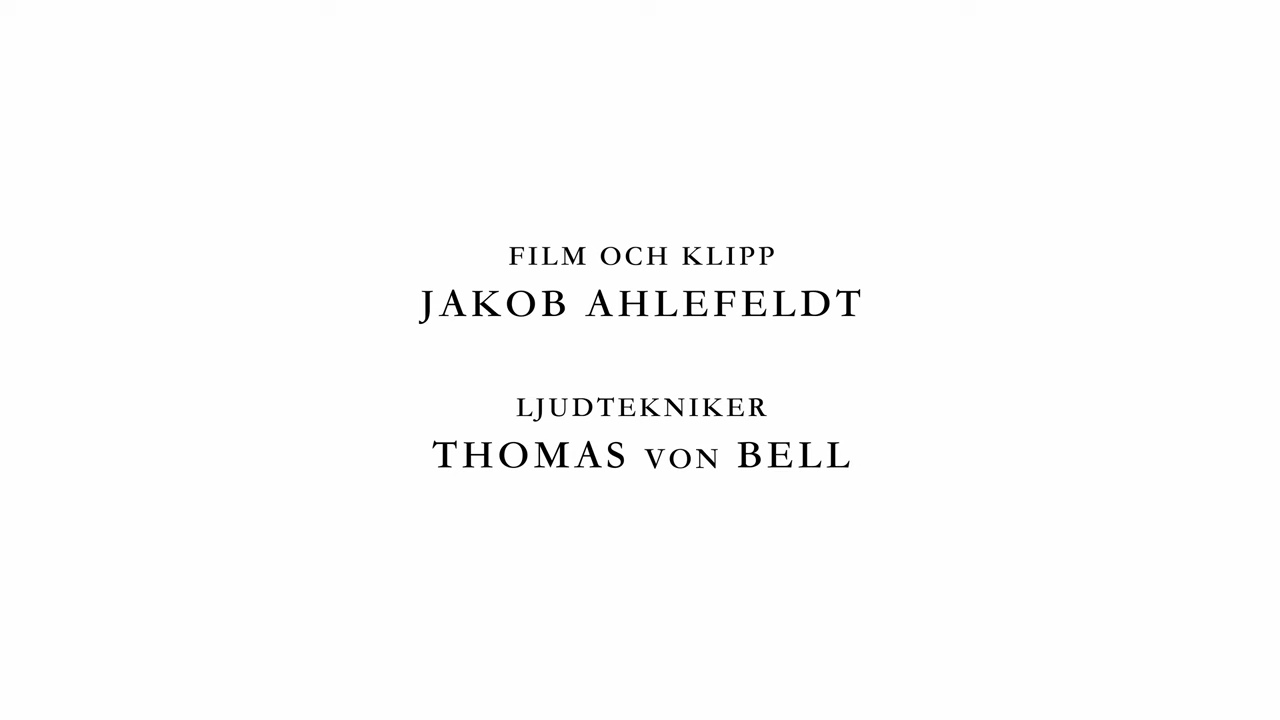 FILM OCH KLIPP
JAKOB AHLEFELDT
LJUDTEKNIKER
THOMAS VON BELL